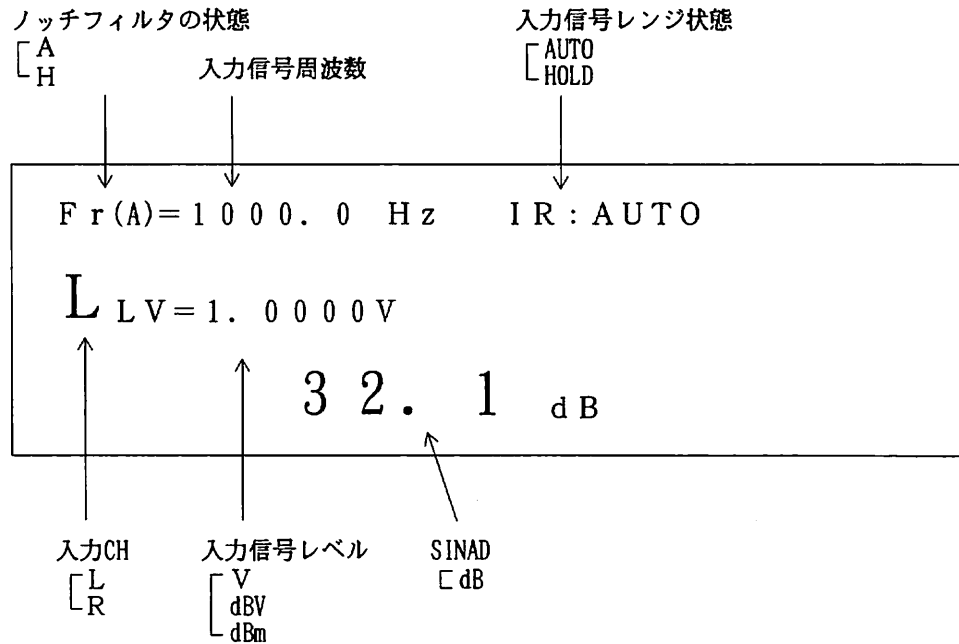 ノッチフィルタの状態
A
H
入力信号周波数
入力信号レンジ状態
AUTO
HOLD
Fr(A)=1000.0 Hz IR:AUTO
L LV=1.0000V
32.1 dB
入力CH
L
R
入力信号レベル
V
dBV
dBm
SINAD
dB